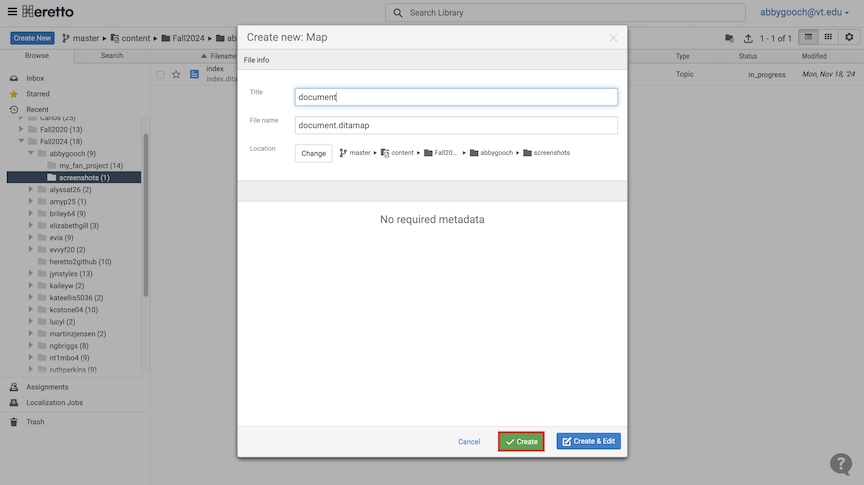 Heretto
Search Library
abbygooch@vt.edu
Create New
master ▸ content ▸ Fall2024 ▸ ab
1 - 1 of 1
Browse
Search
Filename
Type
Status
Modified
index
index.dita
Topic
in_progress
Mon, Nov 18, '24
Inbox
Starred
Recent
Carlos (25)
Fall2020 (13)
Fall2024 (18)
abbygooch (9)
my_fan_project (14)
screenshots (1)
alyssat26 (2)
amyp25 (1)
briley64 (9)
elizabethgill (3)
evia (9)
evvyf20 (2)
heretto2github (10)
jynstyles (13)
kaileyw (2)
kateellis5036 (2)
kcstone04 (10)
lucyl (2)
martinzjensen (2)
ngbriggs (8)
nt1mbo4 (9)
ruthperkins (9)
Assignments
Localization Jobs
Trash
Create new: Map
File info
Title
document
File name
document.ditamap
Location
Change
master ▸ content ▸ Fall20... ▸ abbygooch ▸ screenshots
No required metadata
Cancel
Create
Create & Edit
?